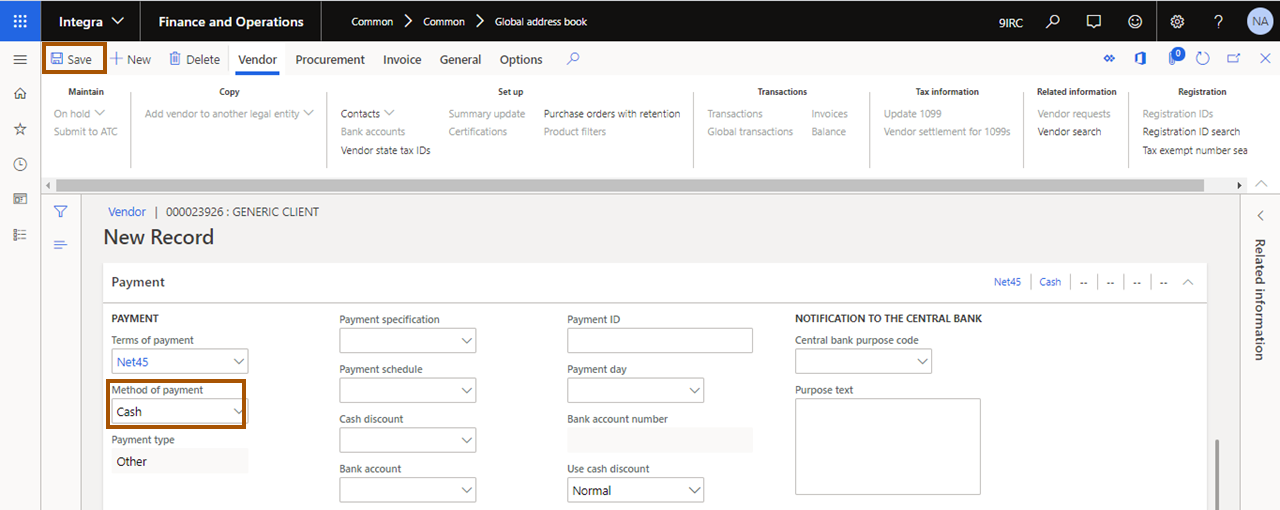 Integra Finance and Operations Common Common Global address book 9IRC ? NA
Save New Delete Vendor Procurement Invoice General Options 0
Maintain Copy Set up Transactions Tax information Related information Registration
On hold Add vendor to another legal entity Contacts Summary update Purchase orders with retention Transactions Invoices Update 1099 Vendor requests Registration IDs
Submit to ATC Bank accounts Certifications Product filters Global transactions Balance Vendor settlement for 1099s Vendor search Registration ID search
Vendor state tax IDs Tax exempt number sea
Vendor | 000023926 : GENERIC CLIENT
New Record
Related information
Payment Net45 Cash -- -- -- --
PAYMENT
Terms of payment
Net45
Method of payment
Cash
Payment type
Other
Payment specification
Payment schedule
Cash discount
Bank account
Payment ID
Payment day
Bank account number
Use cash discount
Normal
NOTIFICATION TO THE CENTRAL BANK
Central bank purpose code
Purpose text